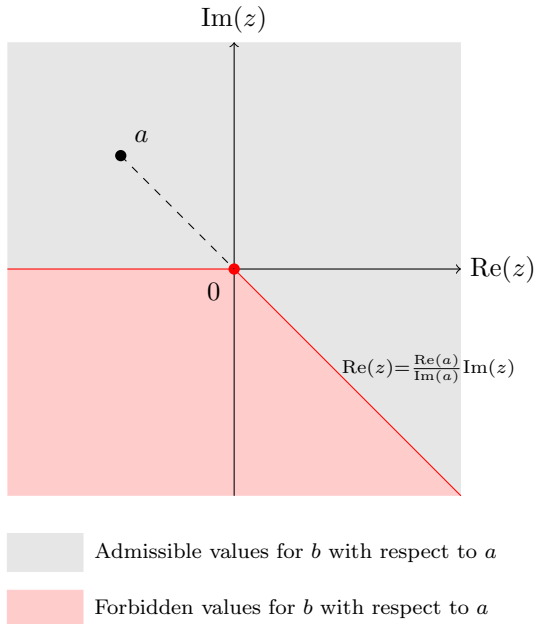 Im(z)
a
Re(z)
0
Re(z)=\frac{Re(a)}{Im(a)}Im(z)
Admissible values for b with respect to a
Forbidden values for b with respect to a